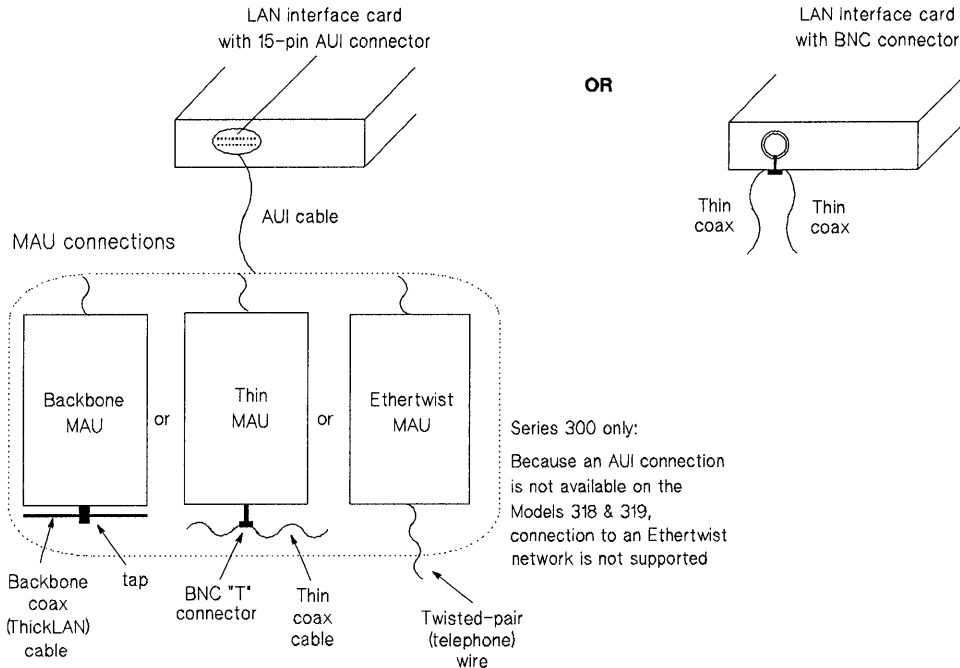 LAN interface card
with 15-pin AUI connector
OR
LAN interface card
with BNC connector
AUI cable
Thin
coax
Thin
coax
MAU connections
Backbone
MAU
or
Thin
MAU
or
Ethertwist
MAU
Series 300 only:
Because an AUI connection
is not available on the
Models 318 & 319,
connection to an Ethertwist
network is not supported
Backbone
coax
(ThickLAN)
cable
tap
BNC "T"
connector
Thin
coax
cable
Twisted-pair
(telephone)
wire